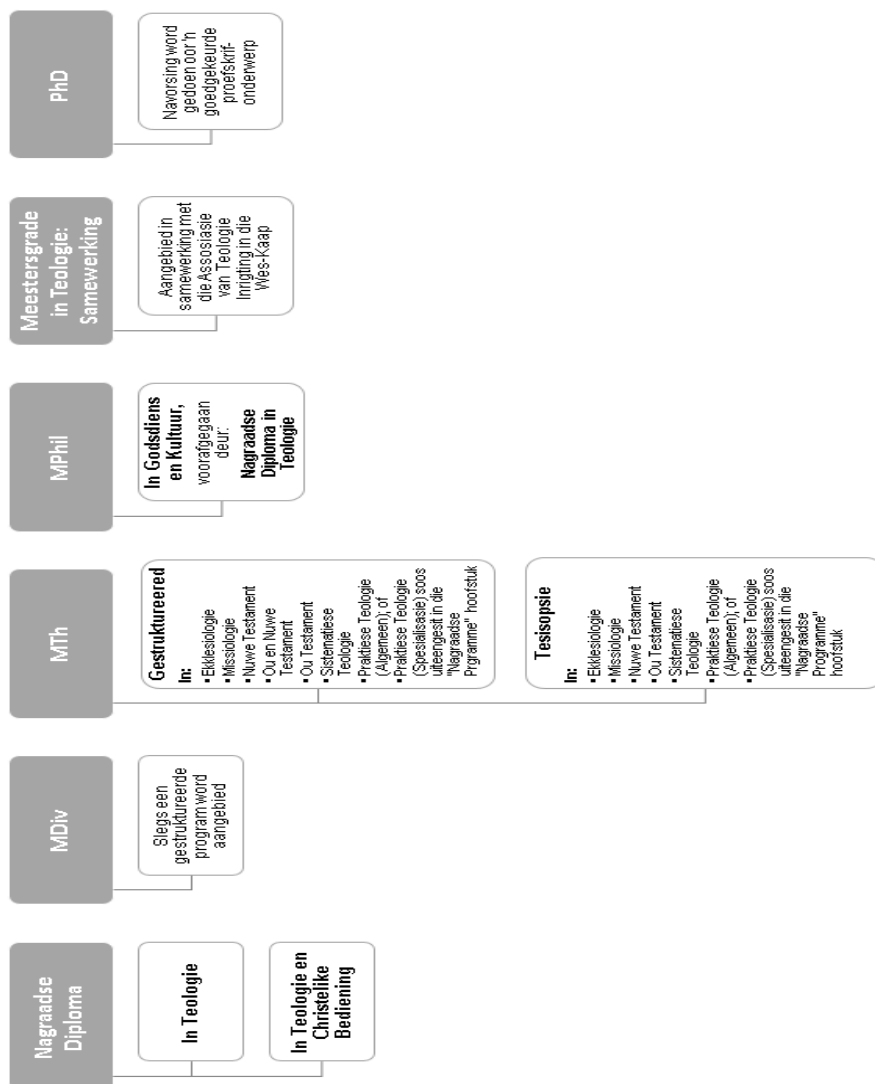 Nagraadse
Diploma
In Teologie
In Teologie en
Christelike
Bediening
MDiv
Slegs een
gestruktureerde
program word
aangebied
MTh
Gestruktureered
In:
▪Ekklesiologie
▪Missiologie
▪Nuwe Testament
▪Ou en Nuwe
Testament
▪Ou Testament
▪Sistematiese
Teologie
▪Praktiese Teologie
(Algemeen); of
▪Praktiese Teologie
(Spesialisasie) soos
uiteengesit in die
"Nagraadse
Prgramme" hoofstuk
Tesisopsie
In:
▪Ekklesiologie
▪Missiologie
▪Nuwe Testament
▪Ou Testament
▪Sistematiese
Teologie
▪Praktiese Teologie
(Algemeen); of
▪Praktiese Teologie
(Spesialisasie) soos
uiteengesit in die
"Nagraadse
Programme"
hoofstuk
MPhil
In Godsdiens
en Kultuur,
voorafgegaan
deur:
Nagraadse
Diploma in
Teologie
Meestersgrade
in Teologie:
Samewerking
Aangebied in
samewerking met
die Assosiasie
van Teologie
Inrigting in die
Wes-Kaap
PhD
Navorsing word
gedoen oor 'n
goedgekeurde
proefskrif-
onderwerp